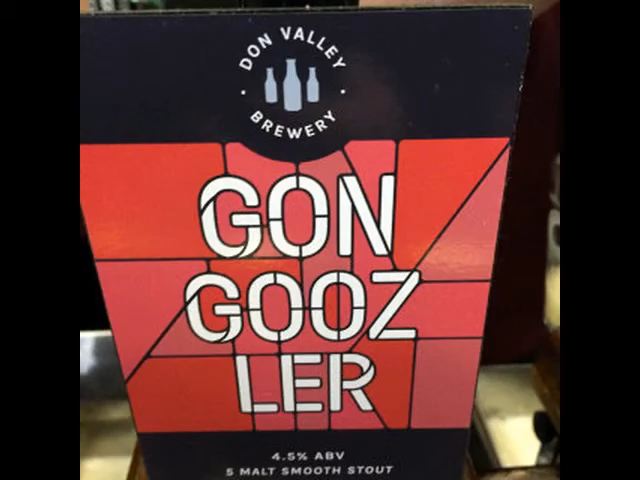 DON VALLEY
BREWERY
GON
GOOZ
LER
4.5% ABV
5 MALT SMOOTH STOUT